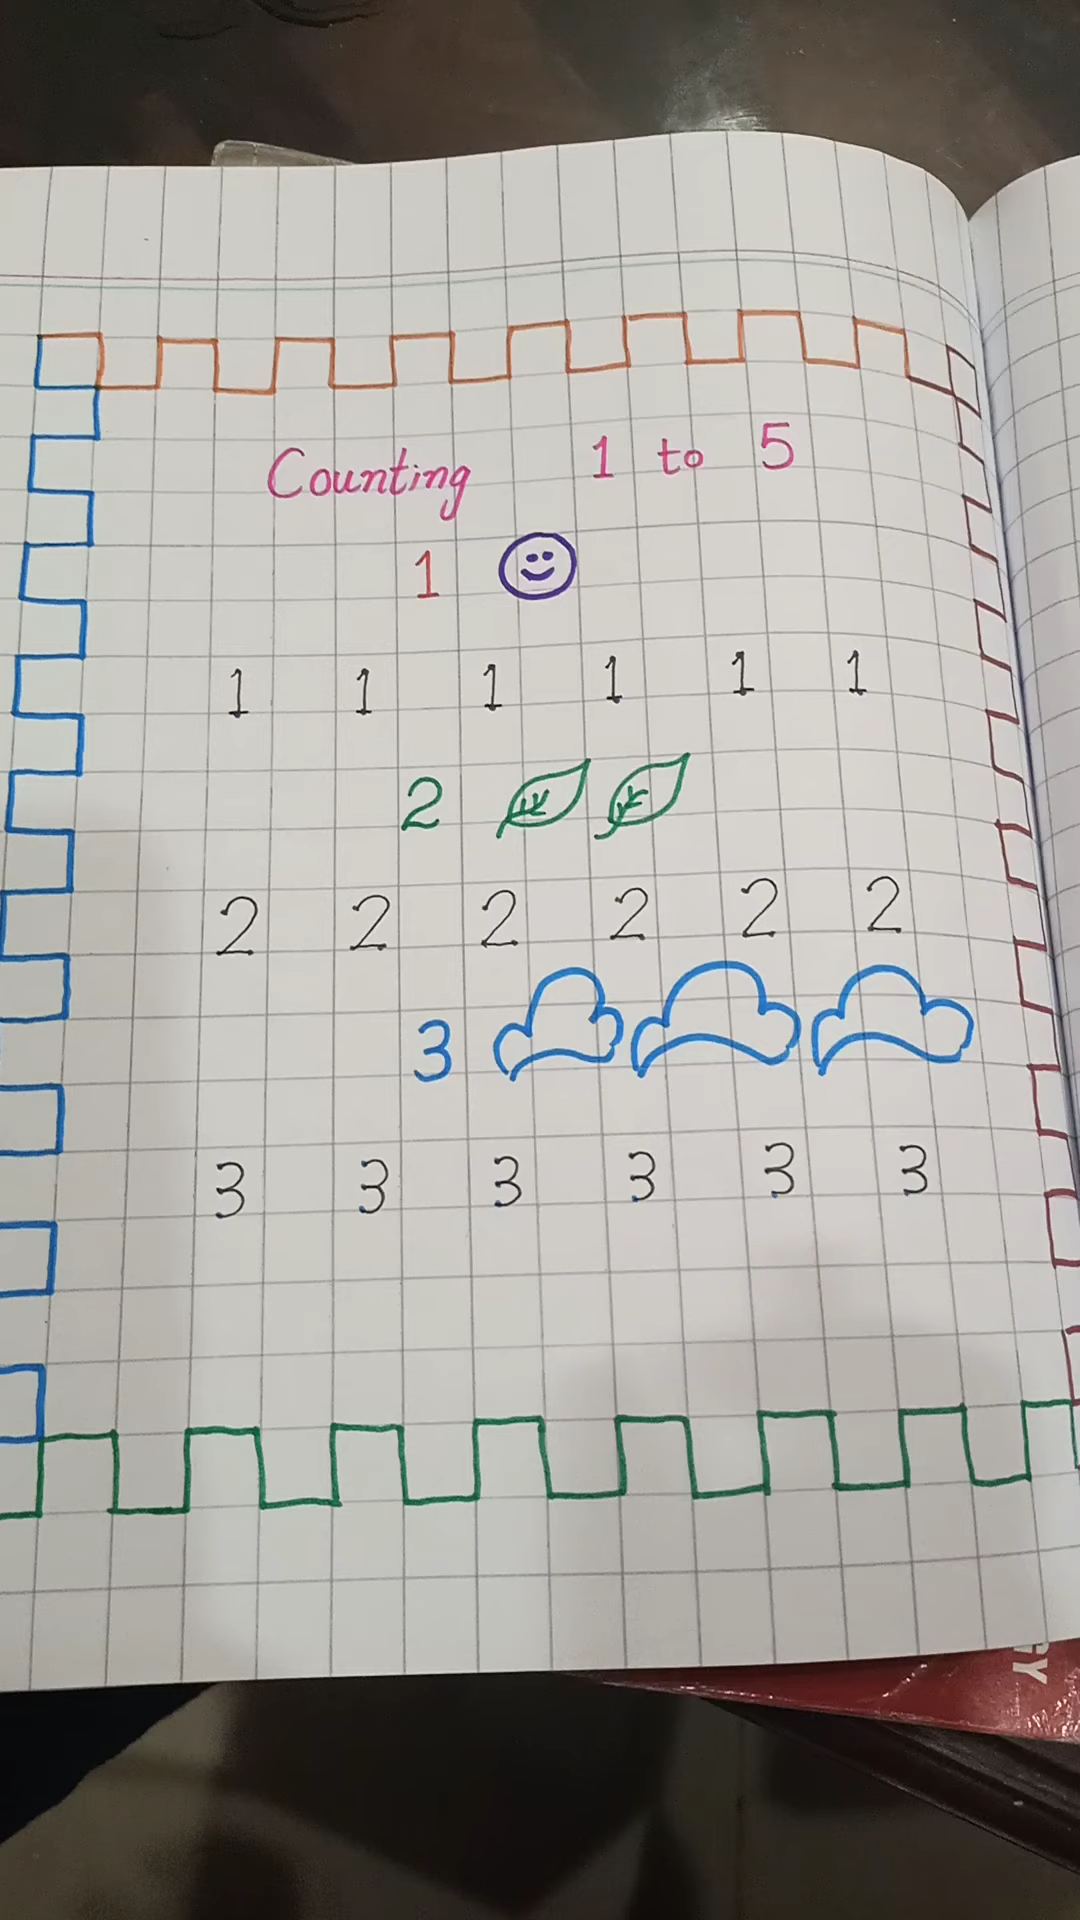 Counting 1 to 5
1
1 1 1 1 1 1
2
2 2 2 2 2 2
3
3 3 3 3 3 3